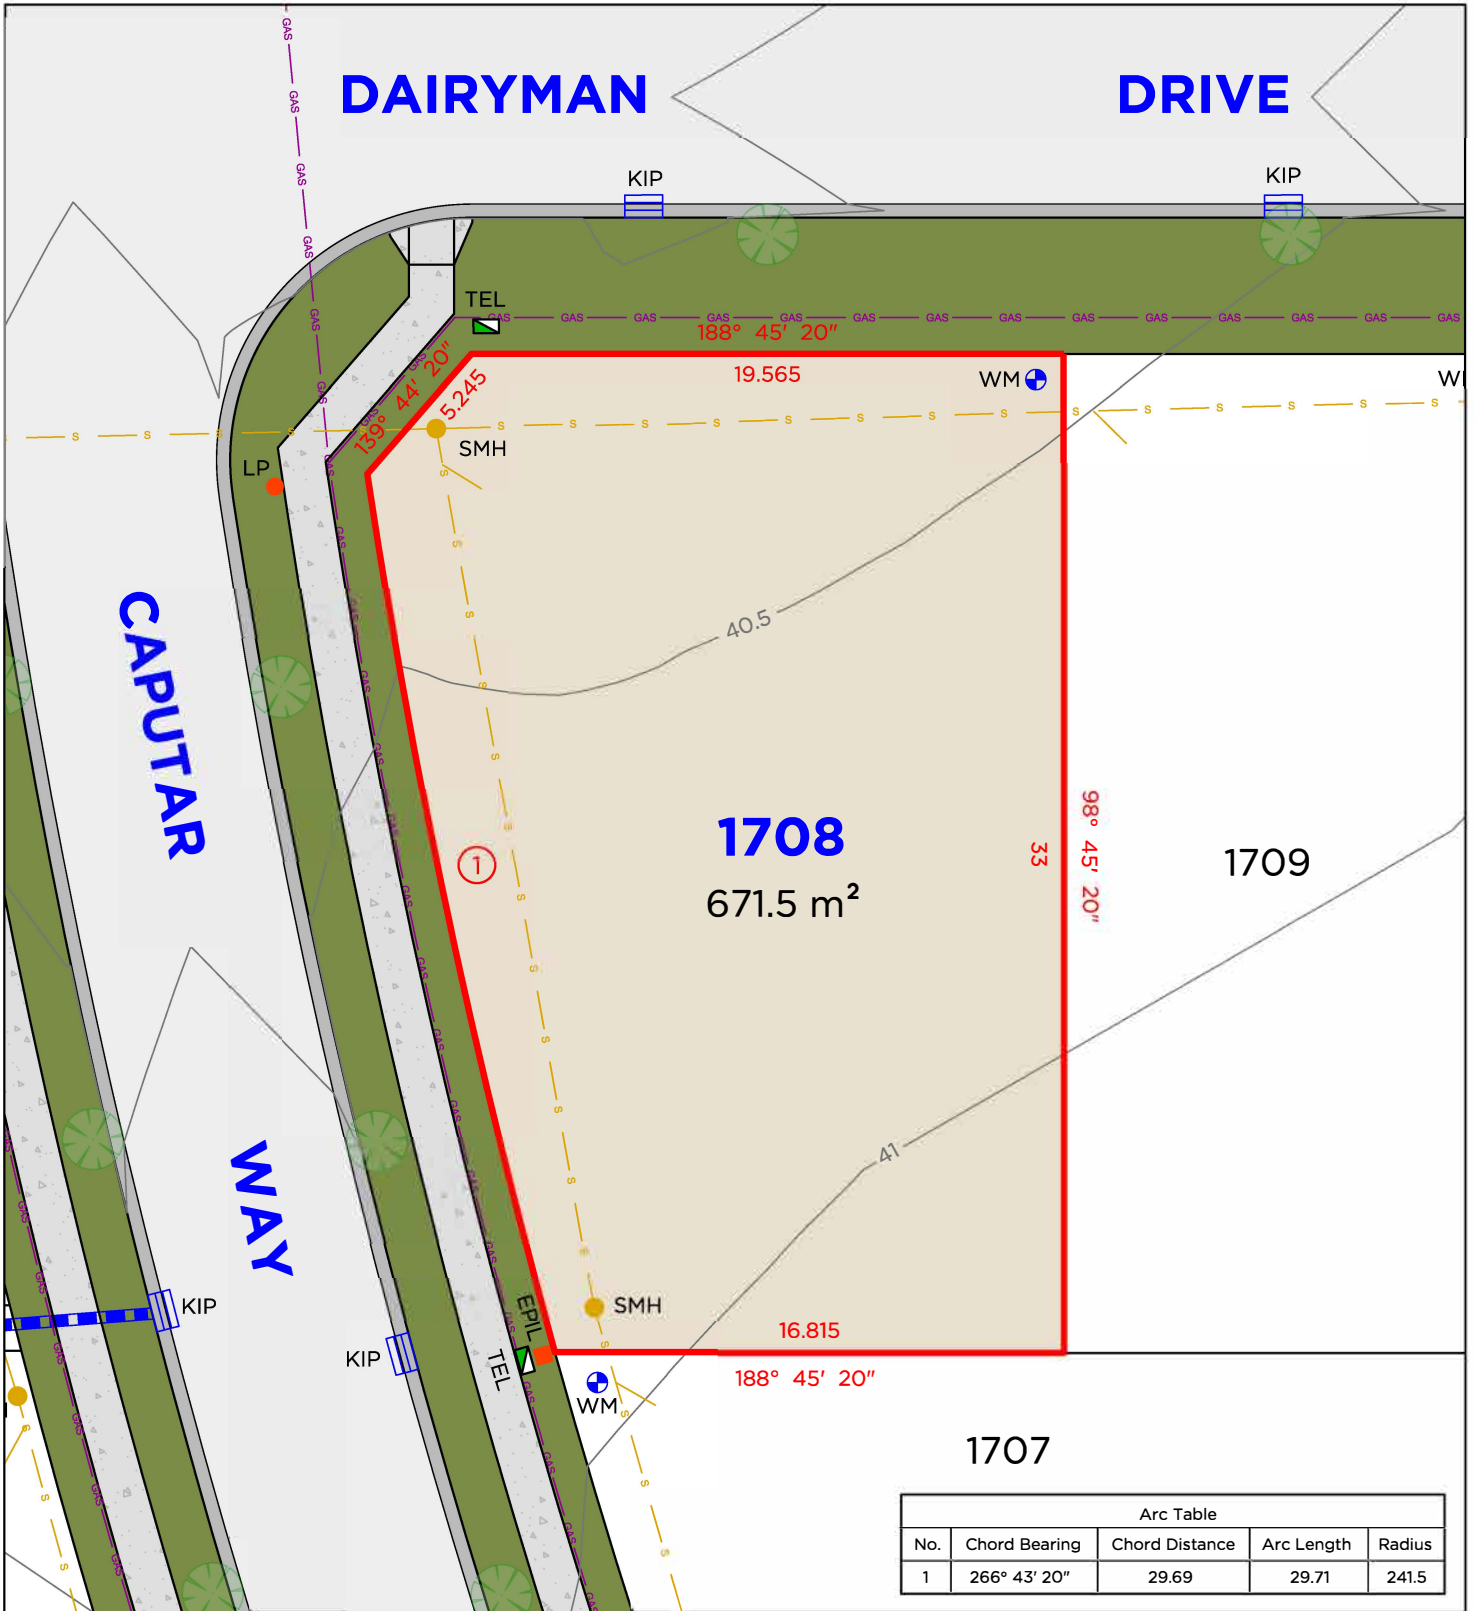 DAIRYMAN DRIVE
KIP
KIP
TEL
188° 45' 20"
19.565
WM
139° 44' 20"
5.245
SMH
LP
40.5
CAPUTAR
WAY
1
1708
671.5 m²
33
98° 45' 20"
1709
41
KIP
KIP
EPIL
TEL
SMH
16.815
188° 45' 20"
WM
1707
Arc Table
No. Chord Bearing Chord Distance Arc Length Radius
1 266° 43' 20" 29.69 29.71 241.5
GAS
S